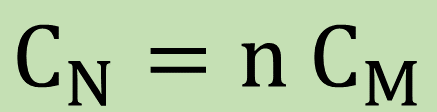 C_N = n C_M